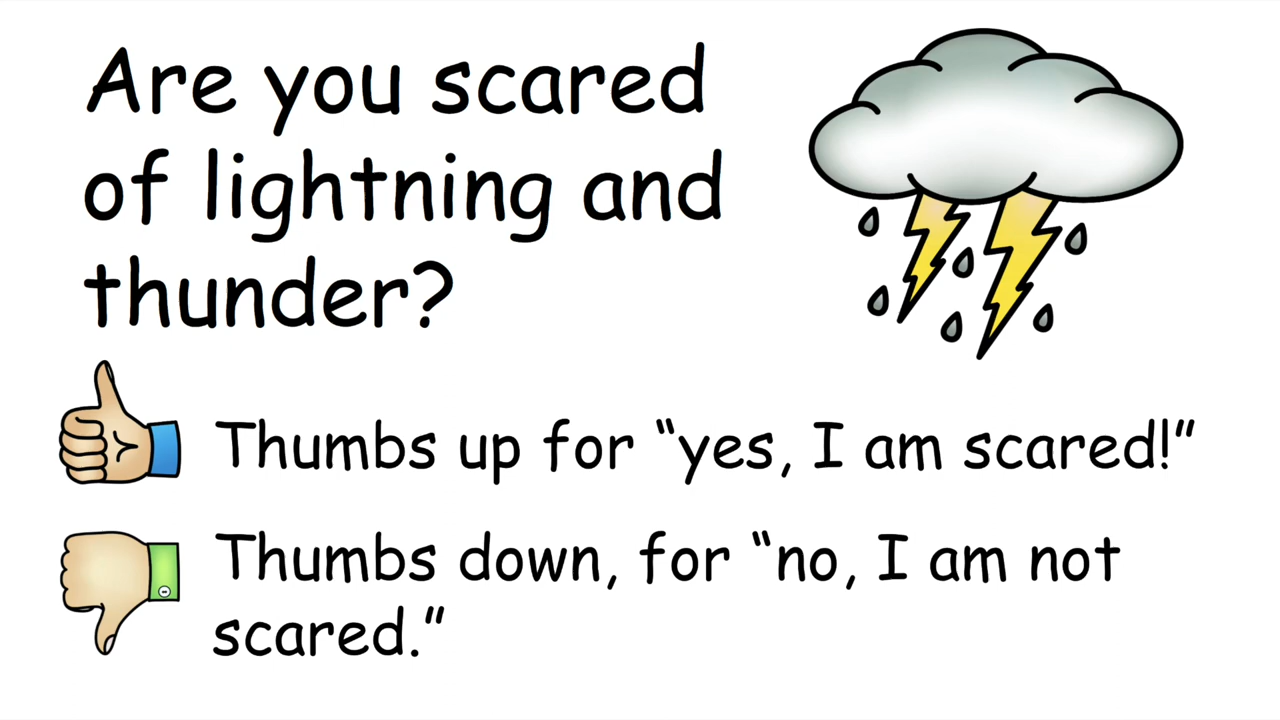 Are you scared
of lightning and
thunder?
Thumbs up for “yes, I am scared!”
Thumbs down, for “no, I am not
scared.”